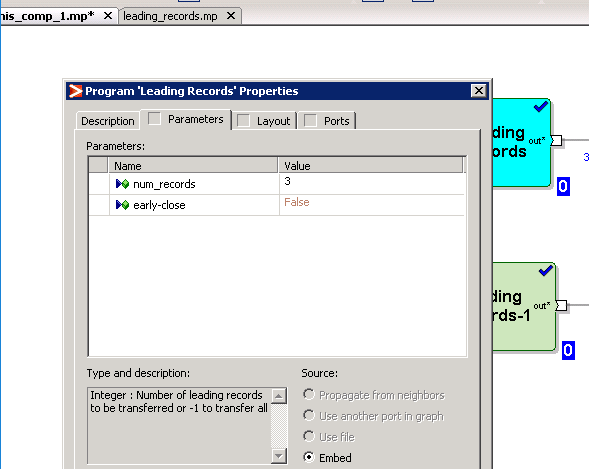 his_comp_1.mp* leading_records.mp
Program 'Leading Records' Properties
Description Parameters Layout Ports
Parameters:
Name Value
num_records 3
early-close False
Type and description:
Integer : Number of leading records
to be transferred or -1 to transfer all
Source:
Propagate from neighbors
Use another port in graph
Use file
Embed
ding
ords
out*
3
0
ding
rds-1
out*
0